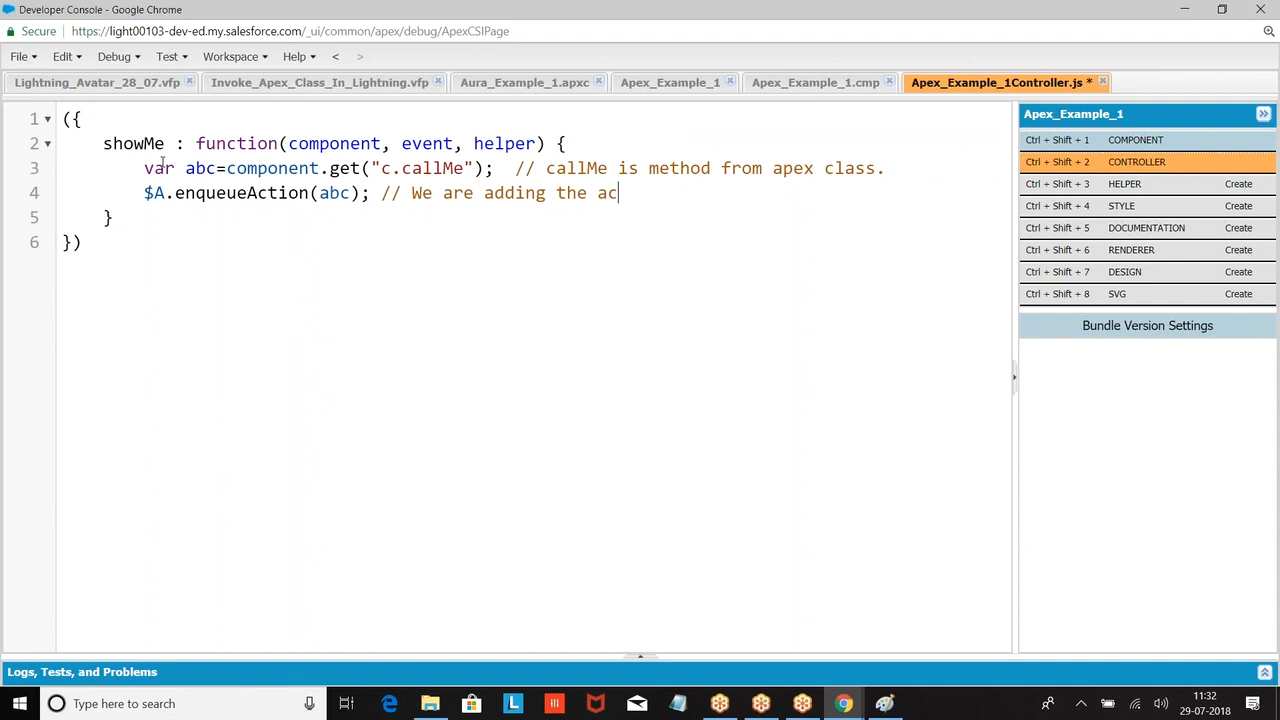 Developer Console - Google Chrome
Secure https://light00103-dev-ed.my.salesforce.com/_ui/common/apex/debug/ApexCSIPage
File Edit Debug Test Workspace Help < >
Lightning_Avatar_28_07.vfp Invoke_Apex_Class_In_Lightning.vfp Aura_Example_1.apxc Apex_Example_1 Apex_Example_1.cmp Apex_Example_1Controller.js *
1 ({
2 showMe : function(component, event, helper) {
3 var abc=component.get("c.callMe"); // callMe is method from apex class.
4 $A.enqueueAction(abc); // We are adding the ac
5 }
6 })
Apex_Example_1
Ctrl + Shift + 1 COMPONENT
Ctrl + Shift + 2 CONTROLLER
Ctrl + Shift + 3 HELPER Create
Ctrl + Shift + 4 STYLE Create
Ctrl + Shift + 5 DOCUMENTATION Create
Ctrl + Shift + 6 RENDERER Create
Ctrl + Shift + 7 DESIGN Create
Ctrl + Shift + 8 SVG Create
Bundle Version Settings
Logs, Tests, and Problems
Type here to search
11:32
29-07-2018